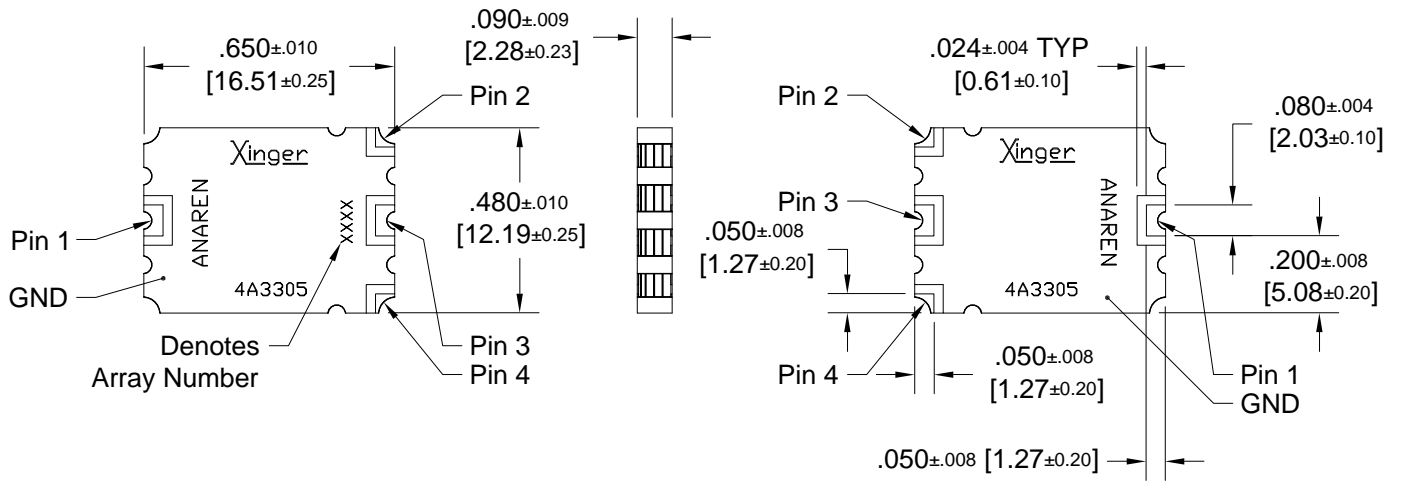 .650±.010
[16.51±0.25]
.090±.009
[2.28±0.23]
Pin 2
Xinger
ANAREN
XXXX
.480±.010
[12.19±0.25]
Pin 1
GND
4A3305
Denotes
Array Number
Pin 3
Pin 4
.024±.004 TYP
[0.61±0.10]
Pin 2
.080±.004
[2.03±0.10]
Xinger
ANAREN
Pin 3
.050±.008
[1.27±0.20]
.200±.008
[5.08±0.20]
4A3305
Pin 4
.050±.008
[1.27±0.20]
Pin 1
GND
.050±.008 [1.27±0.20]